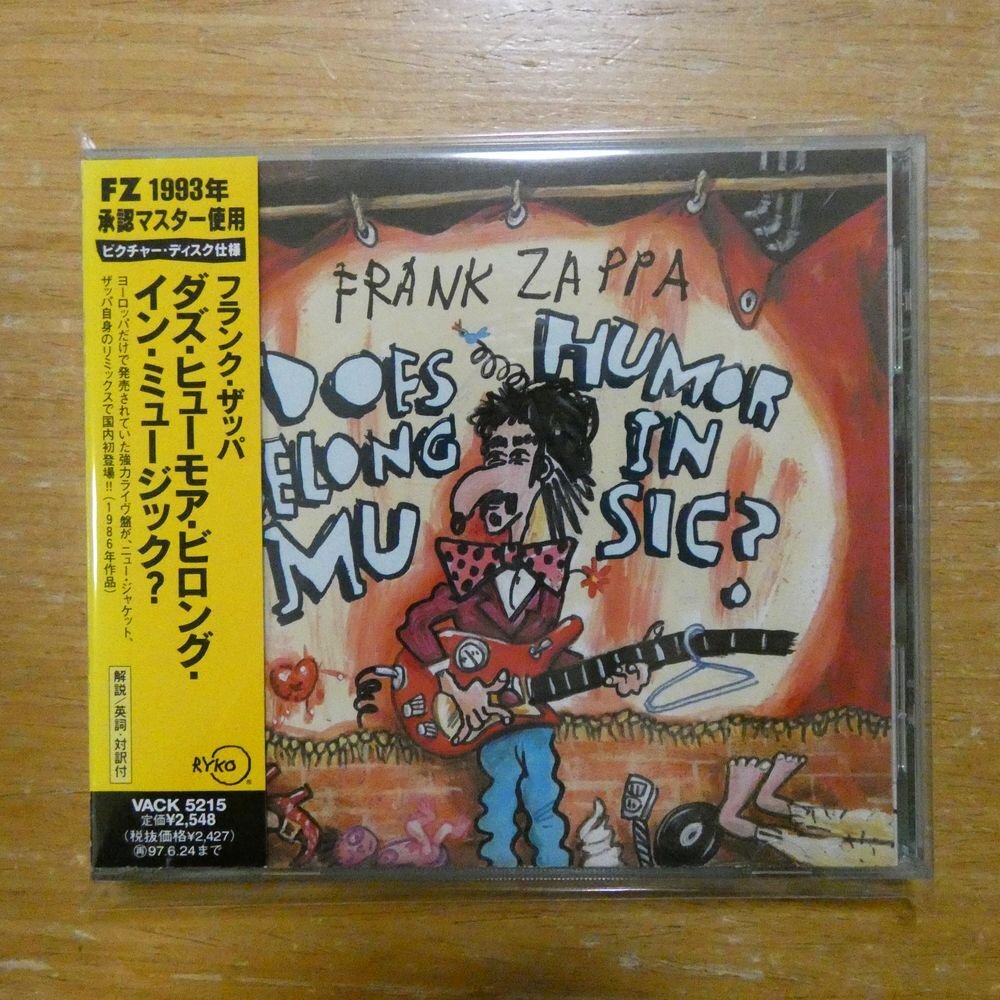 FZ 1993年
承認マスター使用
ピクチャー・ディスク仕様
フランク・ザッパ
ダズ・ヒューモア・ビロング・
イン・ミュージック?
ヨーロッパだけで発売されていた強力ライヴ盤が、ニュー・ジャケット、
ザッパ自身のリミックスで国内初登場!!(1986年作品)
解説/英詞・対訳付
RYKO
VACK 5215
定価¥2,548
(税抜価格¥2,427)
再97.6.24まで
FRANK ZAPPA
DOES HUMOR
ELONG IN
MU SIC?